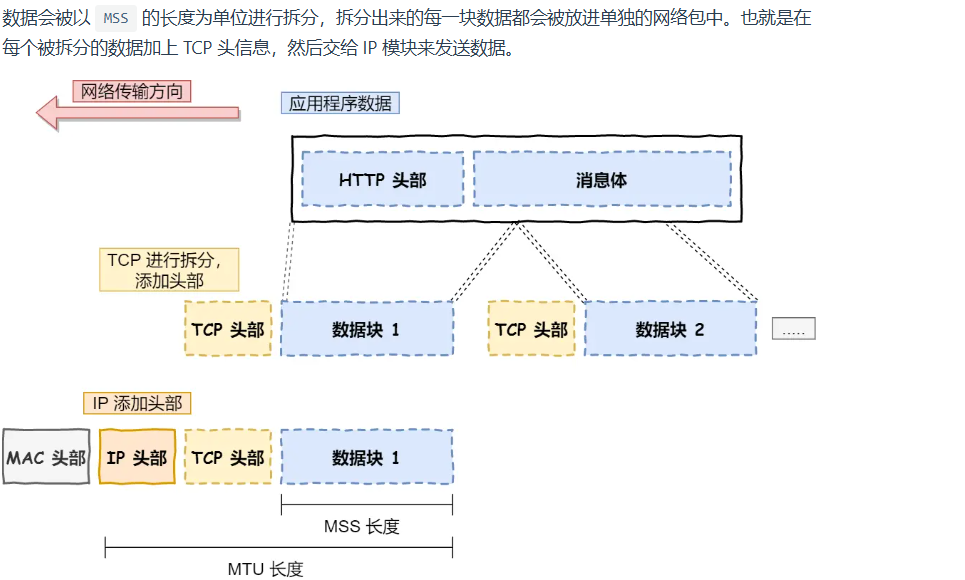 数据会被以 MSS 的长度为单位进行拆分，拆分出来的每一块数据都会被放进单独的网络包中。也就是在
每个被拆分的数据加上 TCP 头信息，然后交给 IP 模块来发送数据。
网络传输方向
应用程序数据
HTTP 头部
消息体
TCP 进行拆分，
添加头部
TCP 头部
数据块 1
TCP 头部
数据块 2
.....
IP 添加头部
MAC 头部
IP 头部
TCP 头部
数据块 1
MSS 长度
MTU 长度